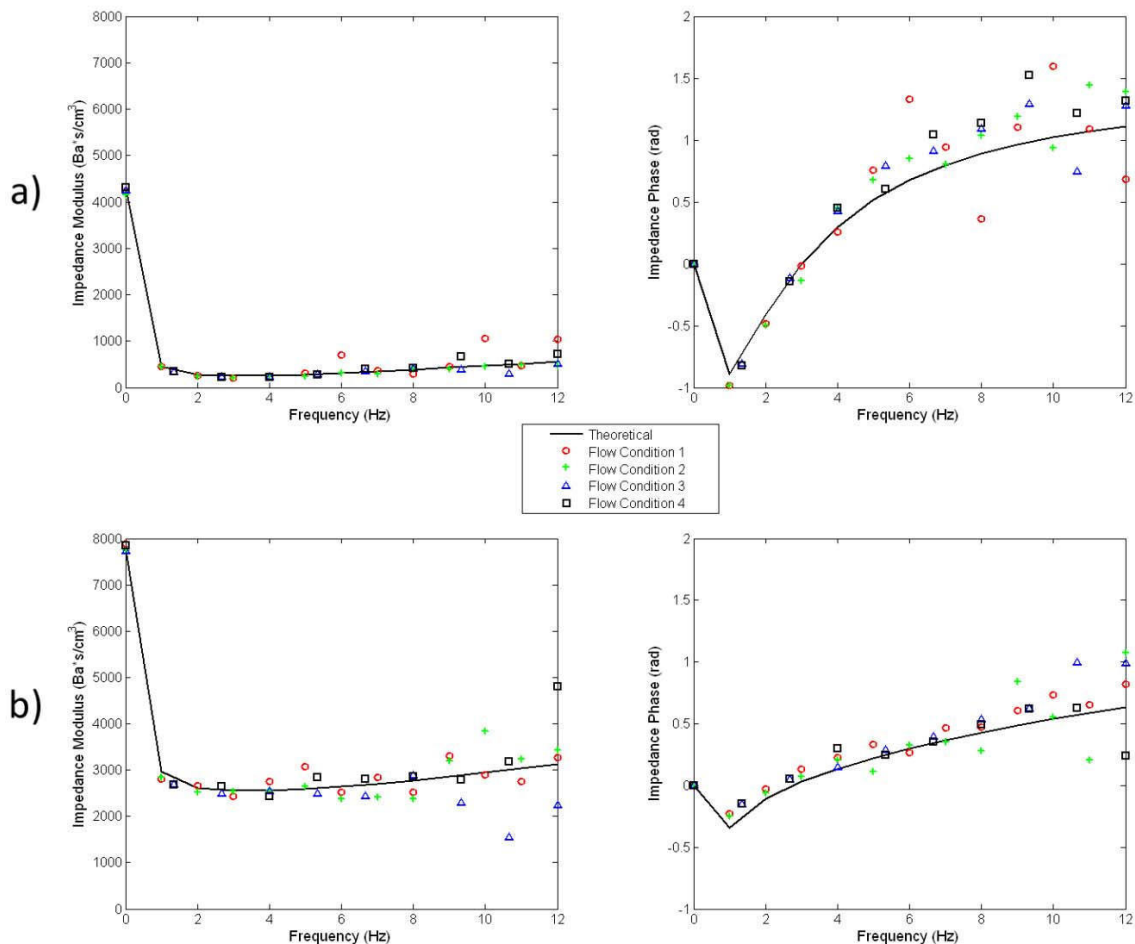 a)
8000
7000
6000
5000
4000
3000
2000
1000
0
Impedance Modulus (Ba*s/cm³)
0 2 4 6 8 10 12
Frequency (Hz)
2
1.5
1
0.5
0
-0.5
-1
Impedance Phase (rad)
0 2 4 6 8 10 12
Frequency (Hz)
Theoretical
Flow Condition 1
Flow Condition 2
Flow Condition 3
Flow Condition 4
b)
8000
7000
6000
5000
4000
3000
2000
1000
0
Impedance Modulus (Ba*s/cm³)
0 2 4 6 8 10 12
Frequency (Hz)
2
1.5
1
0.5
0
-0.5
-1
Impedance Phase (rad)
0 2 4 6 8 10 12
Frequency (Hz)